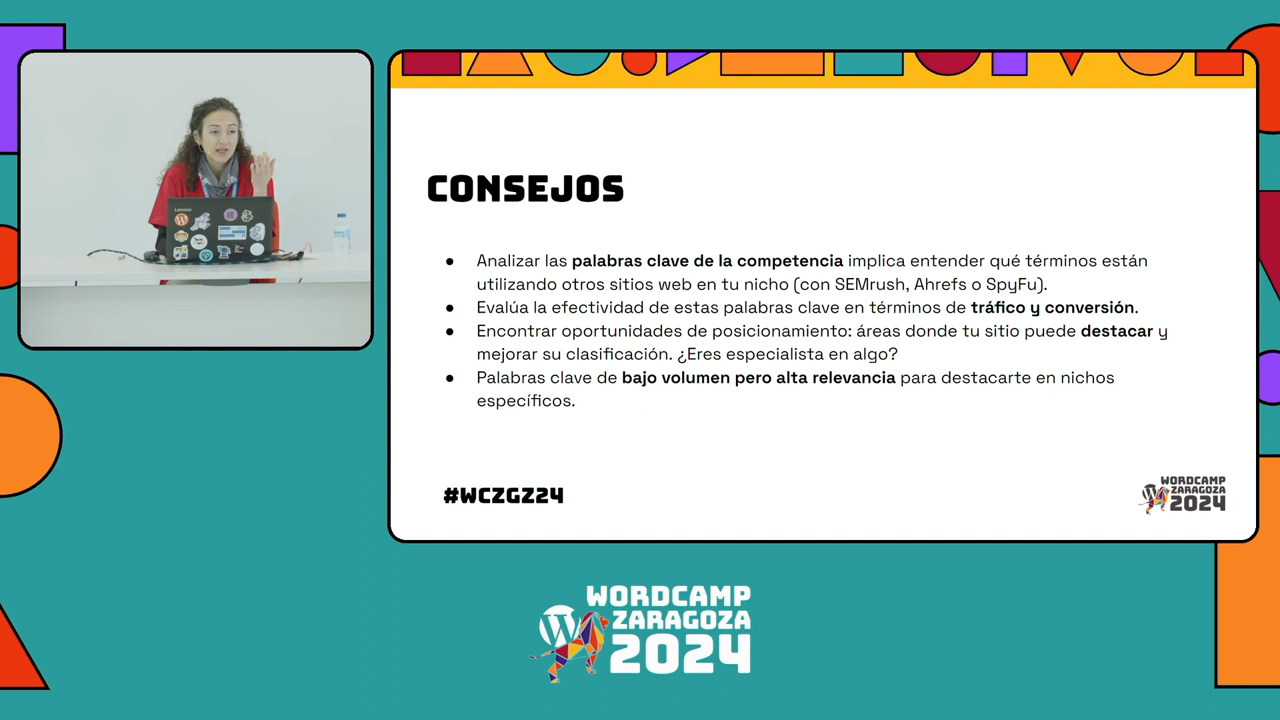 CONSEJOS
● Analizar las palabras clave de la competencia implica entender qué términos están
utilizando otros sitios web en tu nicho (con SEMrush, Ahrefs o SpyFu).
● Evalúa la efectividad de estas palabras clave en términos de tráfico y conversión.
● Encontrar oportunidades de posicionamiento: áreas donde tu sitio puede destacar y
mejorar su clasificación. ¿Eres especialista en algo?
● Palabras clave de bajo volumen pero alta relevancia para destacarte en nichos
específicos.
#WCZGZ24
WORDCAMP
ZARAGOZA
2024
Lenovo
WORDCAMP
ZARAGOZA
2024